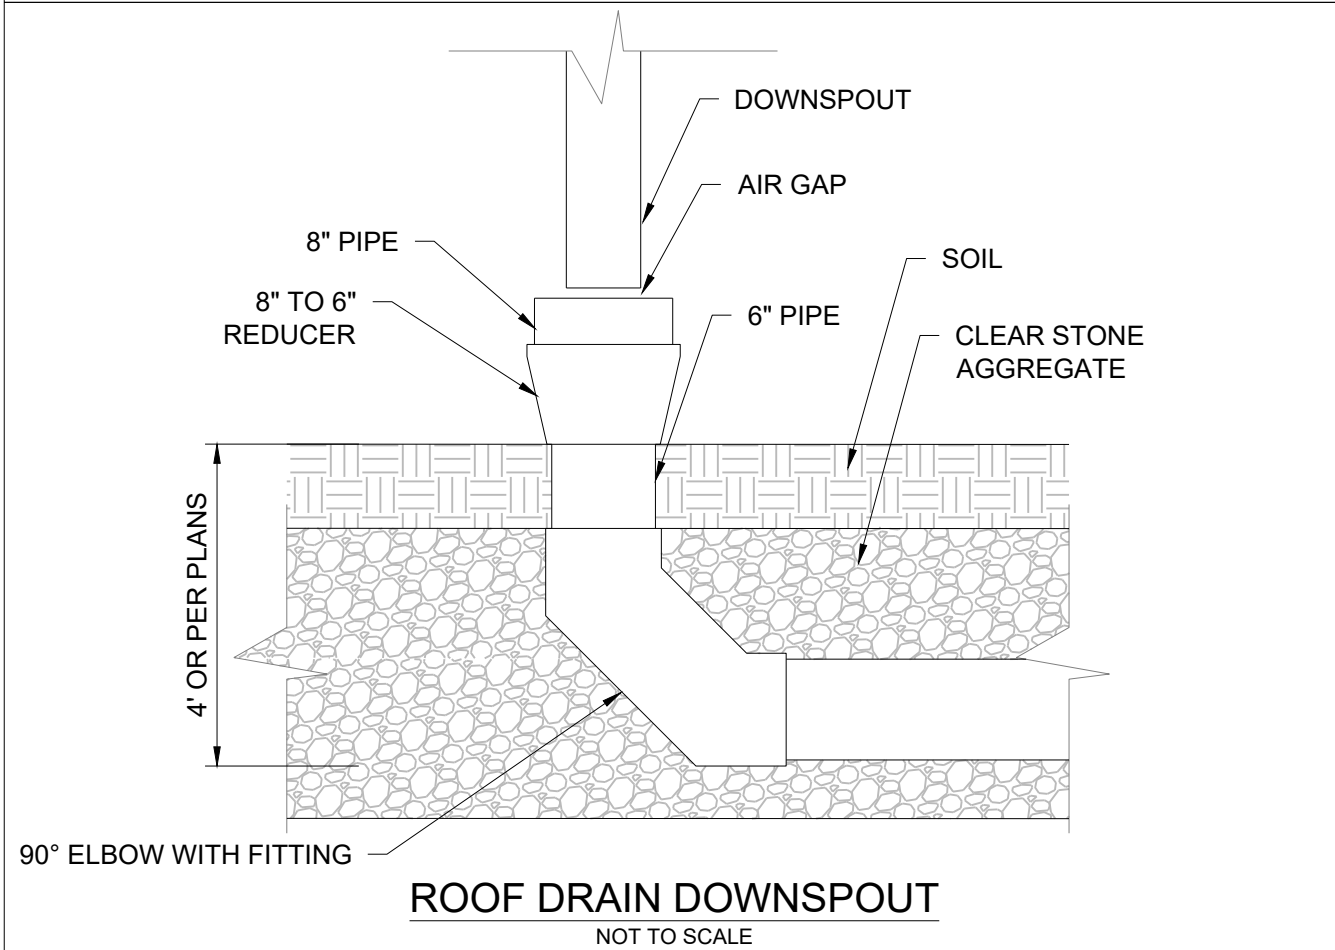 DOWNSPOUT
AIR GAP
8" PIPE
SOIL
8" TO 6"
REDUCER
6" PIPE
CLEAR STONE
AGGREGATE
4' OR PER PLANS
90° ELBOW WITH FITTING
ROOF DRAIN DOWNSPOUT
NOT TO SCALE